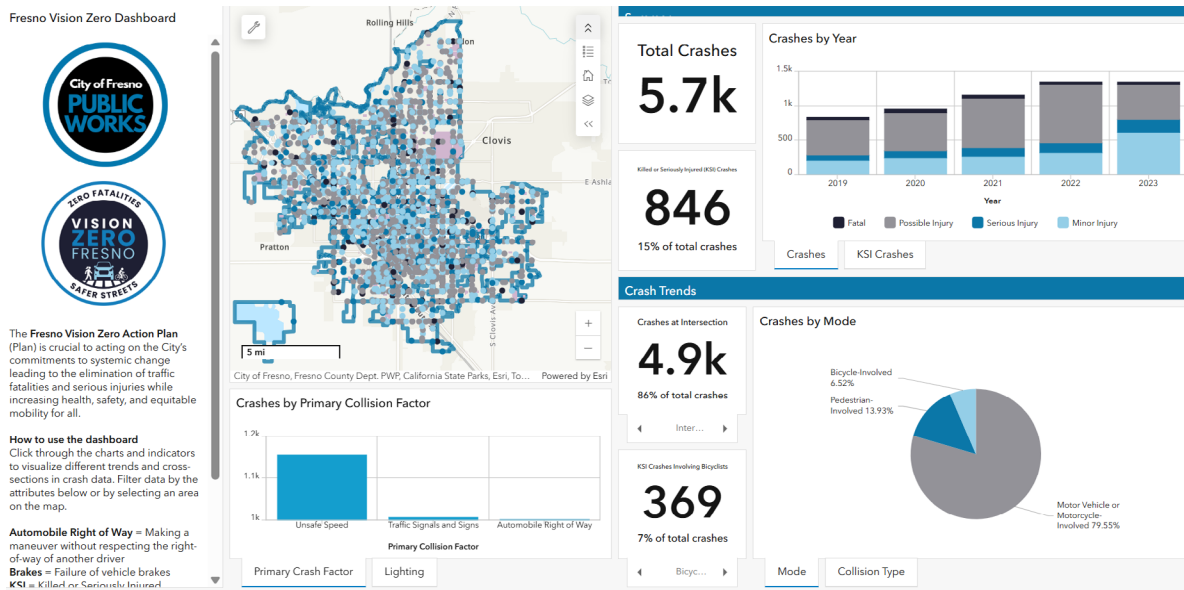 Fresno Vision Zero Dashboard
City of Fresno
PUBLIC
WORKS
ZERO FATALITIES
VISION
ZERO
FRESNO
SAFER STREETS
The Fresno Vision Zero Action Plan
(Plan) is crucial to acting on the City's
commitments to systemic change
leading to the elimination of traffic
fatalities and serious injuries while
increasing health, safety, and equitable
mobility for all.
How to use the dashboard
Click through the charts and indicators
to visualize different trends and cross-
sections in crash data. Filter data by the
attributes below or by selecting an area
on the map.
Automobile Right of Way = Making a
maneuver without respecting the right-
of-way of another driver
Brakes = Failure of vehicle brakes
KSI = Killed or Seriously Injured
Rolling Hills
Clovis
E Ashla
Pratton
S Clovis Av
5 mi
City of Fresno, Fresno County Dept. PWP, California State Parks, Esri, To...
Powered by Esri
Crashes by Primary Collision Factor
1.2k
1.1k
1k
Unsafe Speed
Traffic Signals and Signs
Automobile Right of Way
Primary Collision Factor
Primary Crash Factor
Lighting
Total Crashes
5.7k
Killed or Seriously Injured (KSI) Crashes
846
15% of total crashes
Crashes by Year
1.5k
1k
500
0
2019
2020
2021
2022
2023
Year
Fatal
Possible Injury
Serious Injury
Minor Injury
Crashes
KSI Crashes
Crash Trends
Crashes at Intersection
4.9k
86% of total crashes
Inter...
KSI Crashes Involving Bicyclists
369
7% of total crashes
Bicyc...
Crashes by Mode
Bicycle-Involved
6.52%
Pedestrian-
Involved 13.93%
Motor Vehicle or
Motorcycle-
Involved 79.55%
Mode
Collision Type